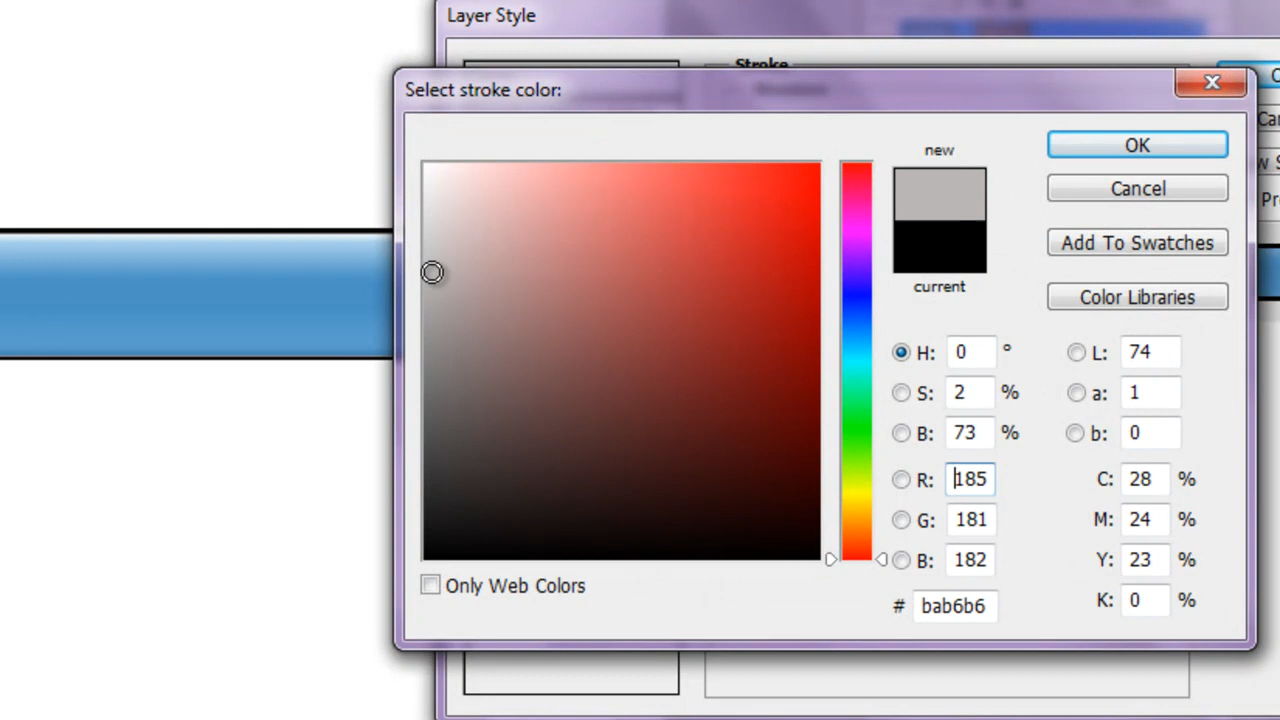 Layer Style
Stroke
Select stroke color:
new
current
OK
Cancel
Add To Swatches
Color Libraries
H: 0 °
S: 2 %
B: 73 %
R: 185
G: 181
B: 182
# bab6b6
L: 74
a: 1
b: 0
C: 28 %
M: 24 %
Y: 23 %
K: 0 %
Only Web Colors